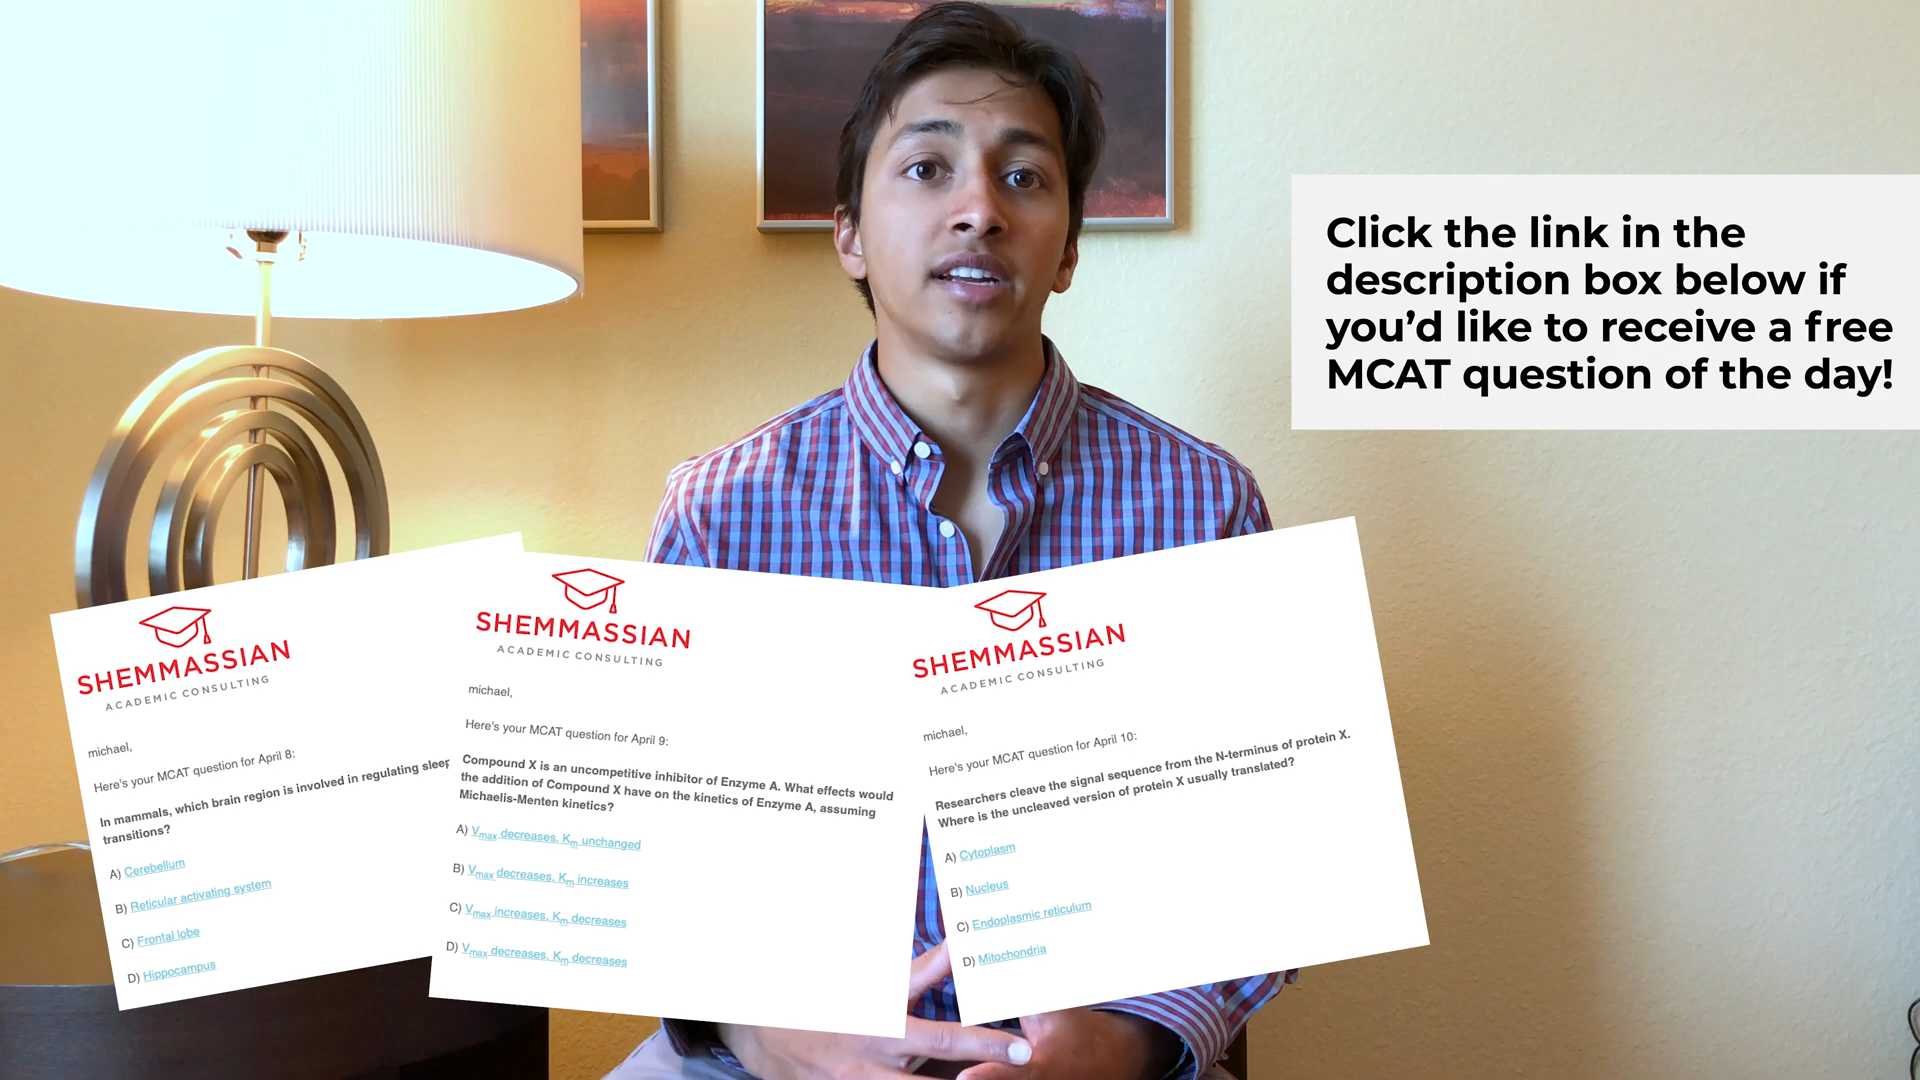 Click the link in the
description box below if
you'd like to receive a free
MCAT question of the day!
SHEMMASSIAN
ACADEMIC CONSULTING
michael,
Here's your MCAT question for April 8:
In mammals, which brain region is involved in regulating sleep
transitions?
A) Cerebellum
B) Reticular activating system
C) Frontal lobe
D) Hippocampus
SHEMMASSIAN
ACADEMIC CONSULTING
michael,
Here's your MCAT question for April 9:
Compound X is an uncompetitive inhibitor of Enzyme A. What effects would
the addition of Compound X have on the kinetics of Enzyme A, assuming
Michaelis-Menten kinetics?
A) Vmax decreases, Km unchanged
B) Vmax decreases, Km increases
C) Vmax increases, Km decreases
D) Vmax decreases, Km decreases
SHEMMASSIAN
ACADEMIC CONSULTING
michael,
Here's your MCAT question for April 10:
Researchers cleave the signal sequence from the N-terminus of protein X.
Where is the uncleaved version of protein X usually translated?
A) Cytoplasm
B) Nucleus
C) Endoplasmic reticulum
D) Mitochondria